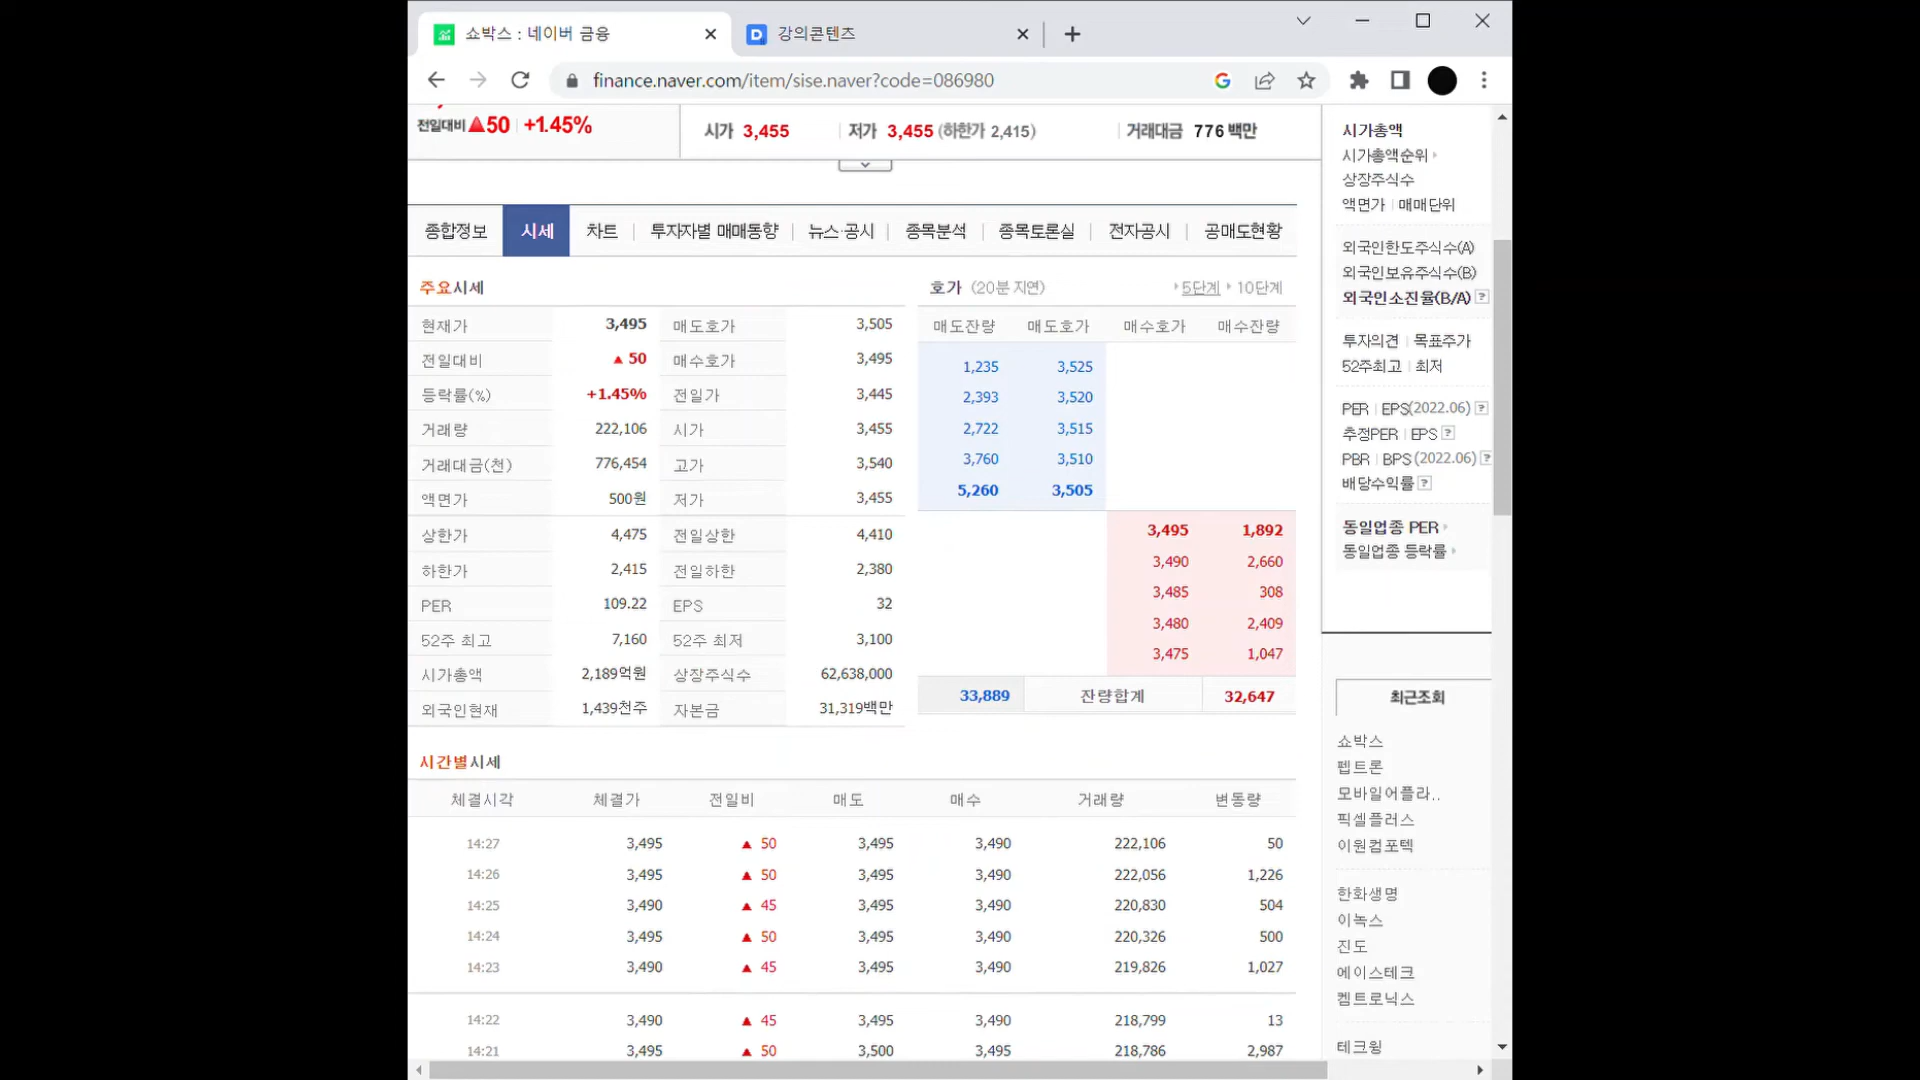 쇼박스 : 네이버 금융
강의콘텐츠
finance.naver.com/item/sise.naver?code=086980
전일대비 ▲50 +1.45%
시가 3,455 저가 3,455 (하한가 2,415) 거래대금 776 백만
종합정보 시세 차트 투자자별 매매동향 뉴스·공시 종목분석 종목토론실 전자공시 공매도현황
주요시세
현재가 3,495 매도호가 3,505
전일대비 ▲ 50 매수호가 3,495
등락률(%) +1.45% 전일가 3,445
거래량 222,106 시가 3,455
거래대금(천) 776,454 고가 3,540
액면가 500원 저가 3,455
상한가 4,475 전일상한 4,410
하한가 2,415 전일하한 2,380
PER 109.22 EPS 32
52주 최고 7,160 52주 최저 3,100
시가총액 2,189억원 상장주식수 62,638,000
외국인현재 1,439천주 자본금 31,319백만
호가 (20분 지연) 5단계 10단계
매도잔량 매도호가 매수호가 매수잔량
1,235 3,525
2,393 3,520
2,722 3,515
3,760 3,510
5,260 3,505
3,495 1,892
3,490 2,660
3,485 308
3,480 2,409
3,475 1,047
33,889 잔량합계 32,647
시간별시세
체결시각 체결가 전일비 매도 매수 거래량 변동량
14:27 3,495 ▲ 50 3,495 3,490 222,106 50
14:26 3,495 ▲ 50 3,495 3,490 222,056 1,226
14:25 3,490 ▲ 45 3,495 3,490 220,830 504
14:24 3,495 ▲ 50 3,495 3,490 220,326 500
14:23 3,490 ▲ 45 3,495 3,490 219,826 1,027
14:22 3,490 ▲ 45 3,495 3,490 218,799 13
14:21 3,495 ▲ 50 3,500 3,495 218,786 2,987
시가총액
시가총액순위
상장주식수
액면가 | 매매단위
외국인한도주식수(A)
외국인보유주식수(B)
외국인소진율(B/A) ?
투자의견 | 목표주가
52주최고 | 최저
PER | EPS(2022.06) ?
추정PER | EPS ?
PBR | BPS (2022.06) ?
배당수익률 ?
동일업종 PER
동일업종 등락률
최근조회
쇼박스
펩트론
모바일어플라..
픽셀플러스
이원컴포텍
한화생명
이녹스
진도
에이스테크
켐트로닉스
테크윙